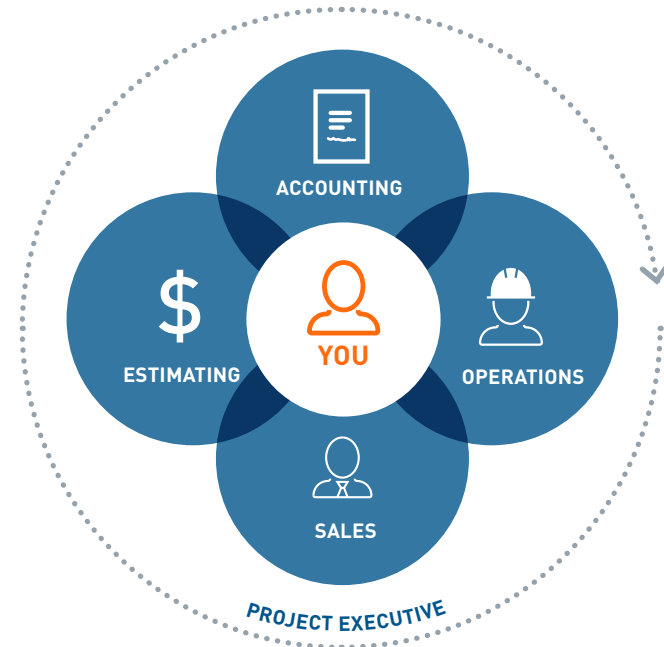 ACCOUNTING
$
ESTIMATING
YOU
OPERATIONS
SALES
PROJECT EXECUTIVE